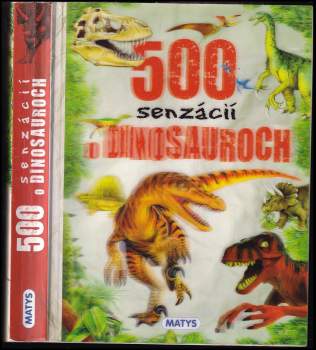 500
senzácií
o DINOSAUROCH
MATYS
500 senzácií
o DINOSAUROCH
MATYS